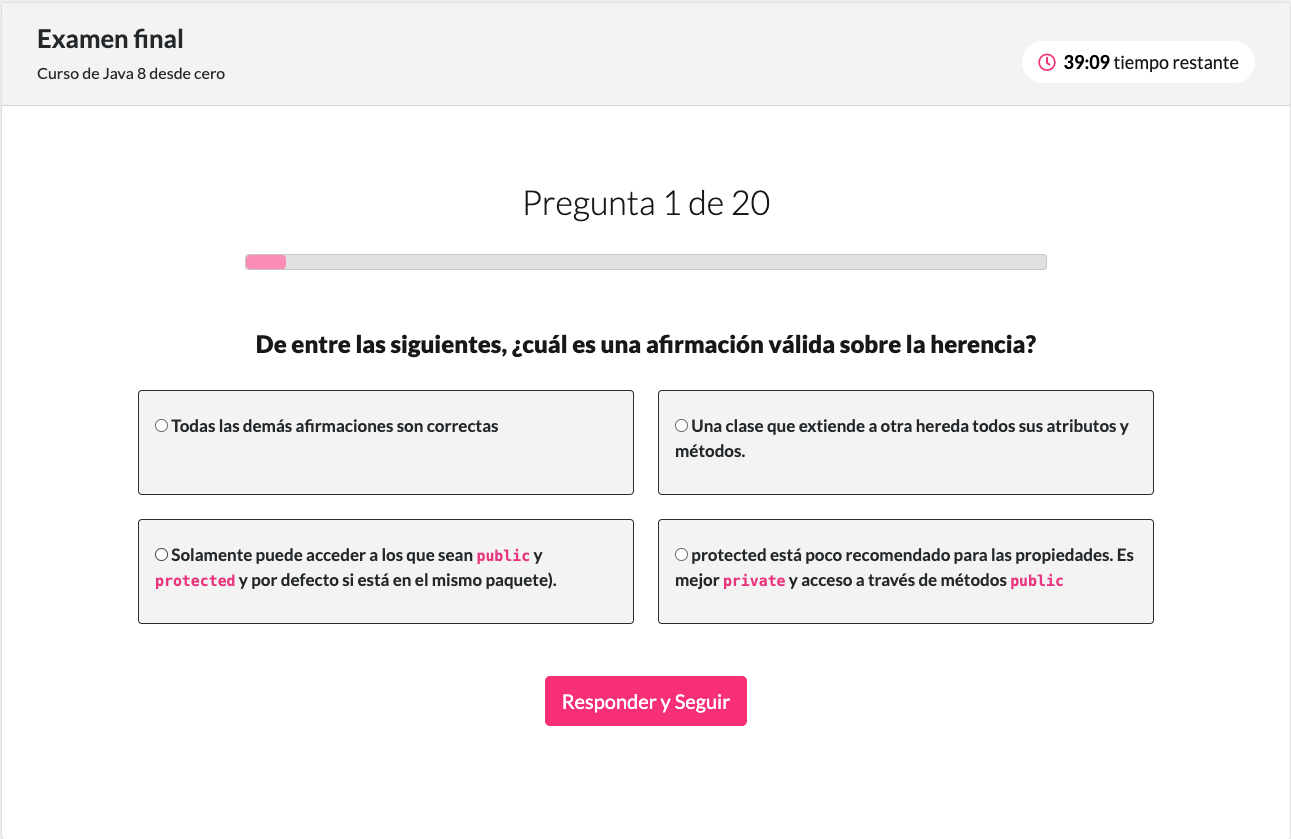 Examen final
Curso de Java 8 desde cero
39:09 tiempo restante
Pregunta 1 de 20
De entre las siguientes, ¿cuál es una afirmación válida sobre la herencia?
Todas las demás afirmaciones son correctas
Una clase que extiende a otra hereda todos sus atributos y
métodos.
Solamente puede acceder a los que sean public y
protected y por defecto si está en el mismo paquete).
protected está poco recomendado para las propiedades. Es
mejor private y acceso a través de métodos public
Responder y Seguir